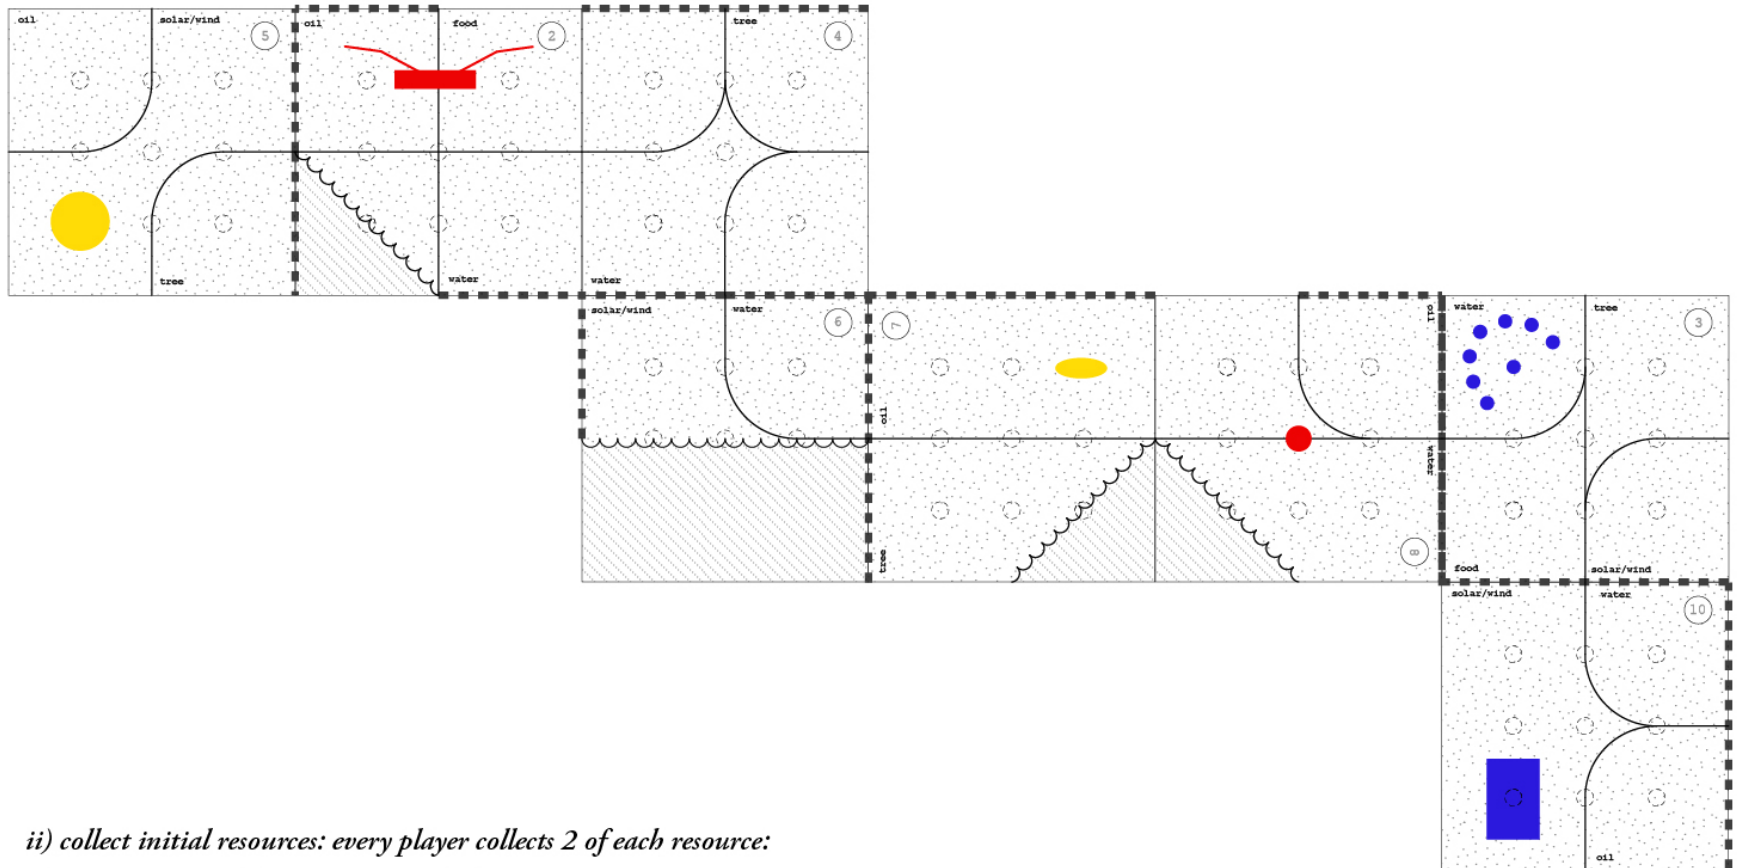 oil
solar/wind
5
oil
food
2
tree
4
tree
water
water
solar/wind
water
6
7
oil
water
tree
3
oil
water
tree
8
food
solar/wind
solar/wind
water
10
oil
ii) collect initial resources: every player collects 2 of each resource: